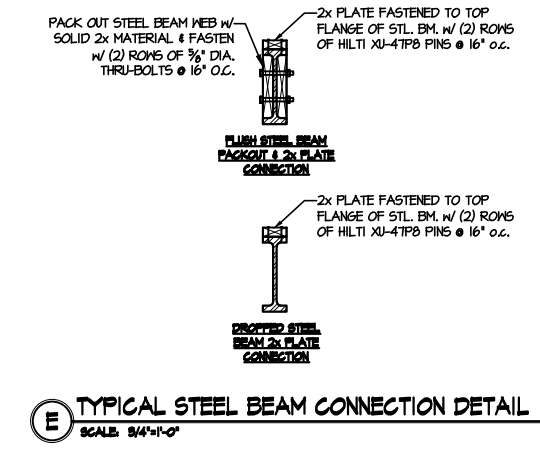 PACK OUT STEEL BEAM WEB W/
SOLID 2x MATERIAL & FASTEN
W/ (2) ROWS OF 5/8" DIA.
THRU-BOLTS @ 16" O.C.
2x PLATE FASTENED TO TOP
FLANGE OF STL. BM. W/ (2) ROWS
OF HILTI XU-47P8 PINS @ 16" O.C.
FLUSH STEEL BEAM
PACKOUT & 2x PLATE
CONNECTION
2x PLATE FASTENED TO TOP
FLANGE OF STL. BM. W/ (2) ROWS
OF HILTI XU-47P8 PINS @ 16" O.C.
DROPPED STEEL
BEAM 2x PLATE
CONNECTION
E TYPICAL STEEL BEAM CONNECTION DETAIL
SCALE: 3/4"=1'-0"